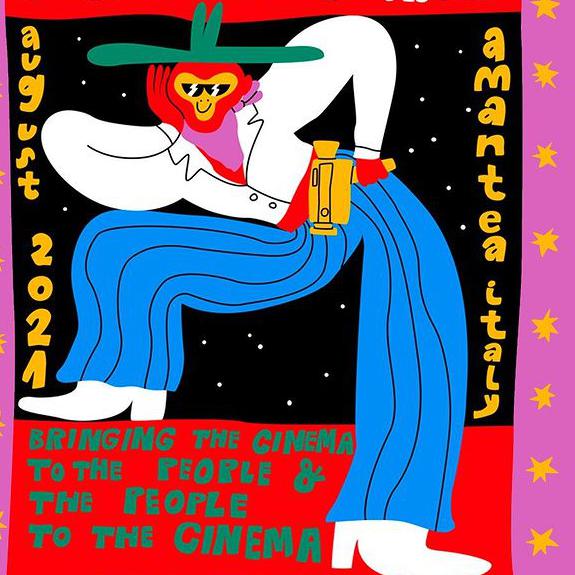 august 2021
amantea italy
BRINGING THE CINEMA
TO THE PEOPLE &
THE PEOPLE
TO THE CINEMA